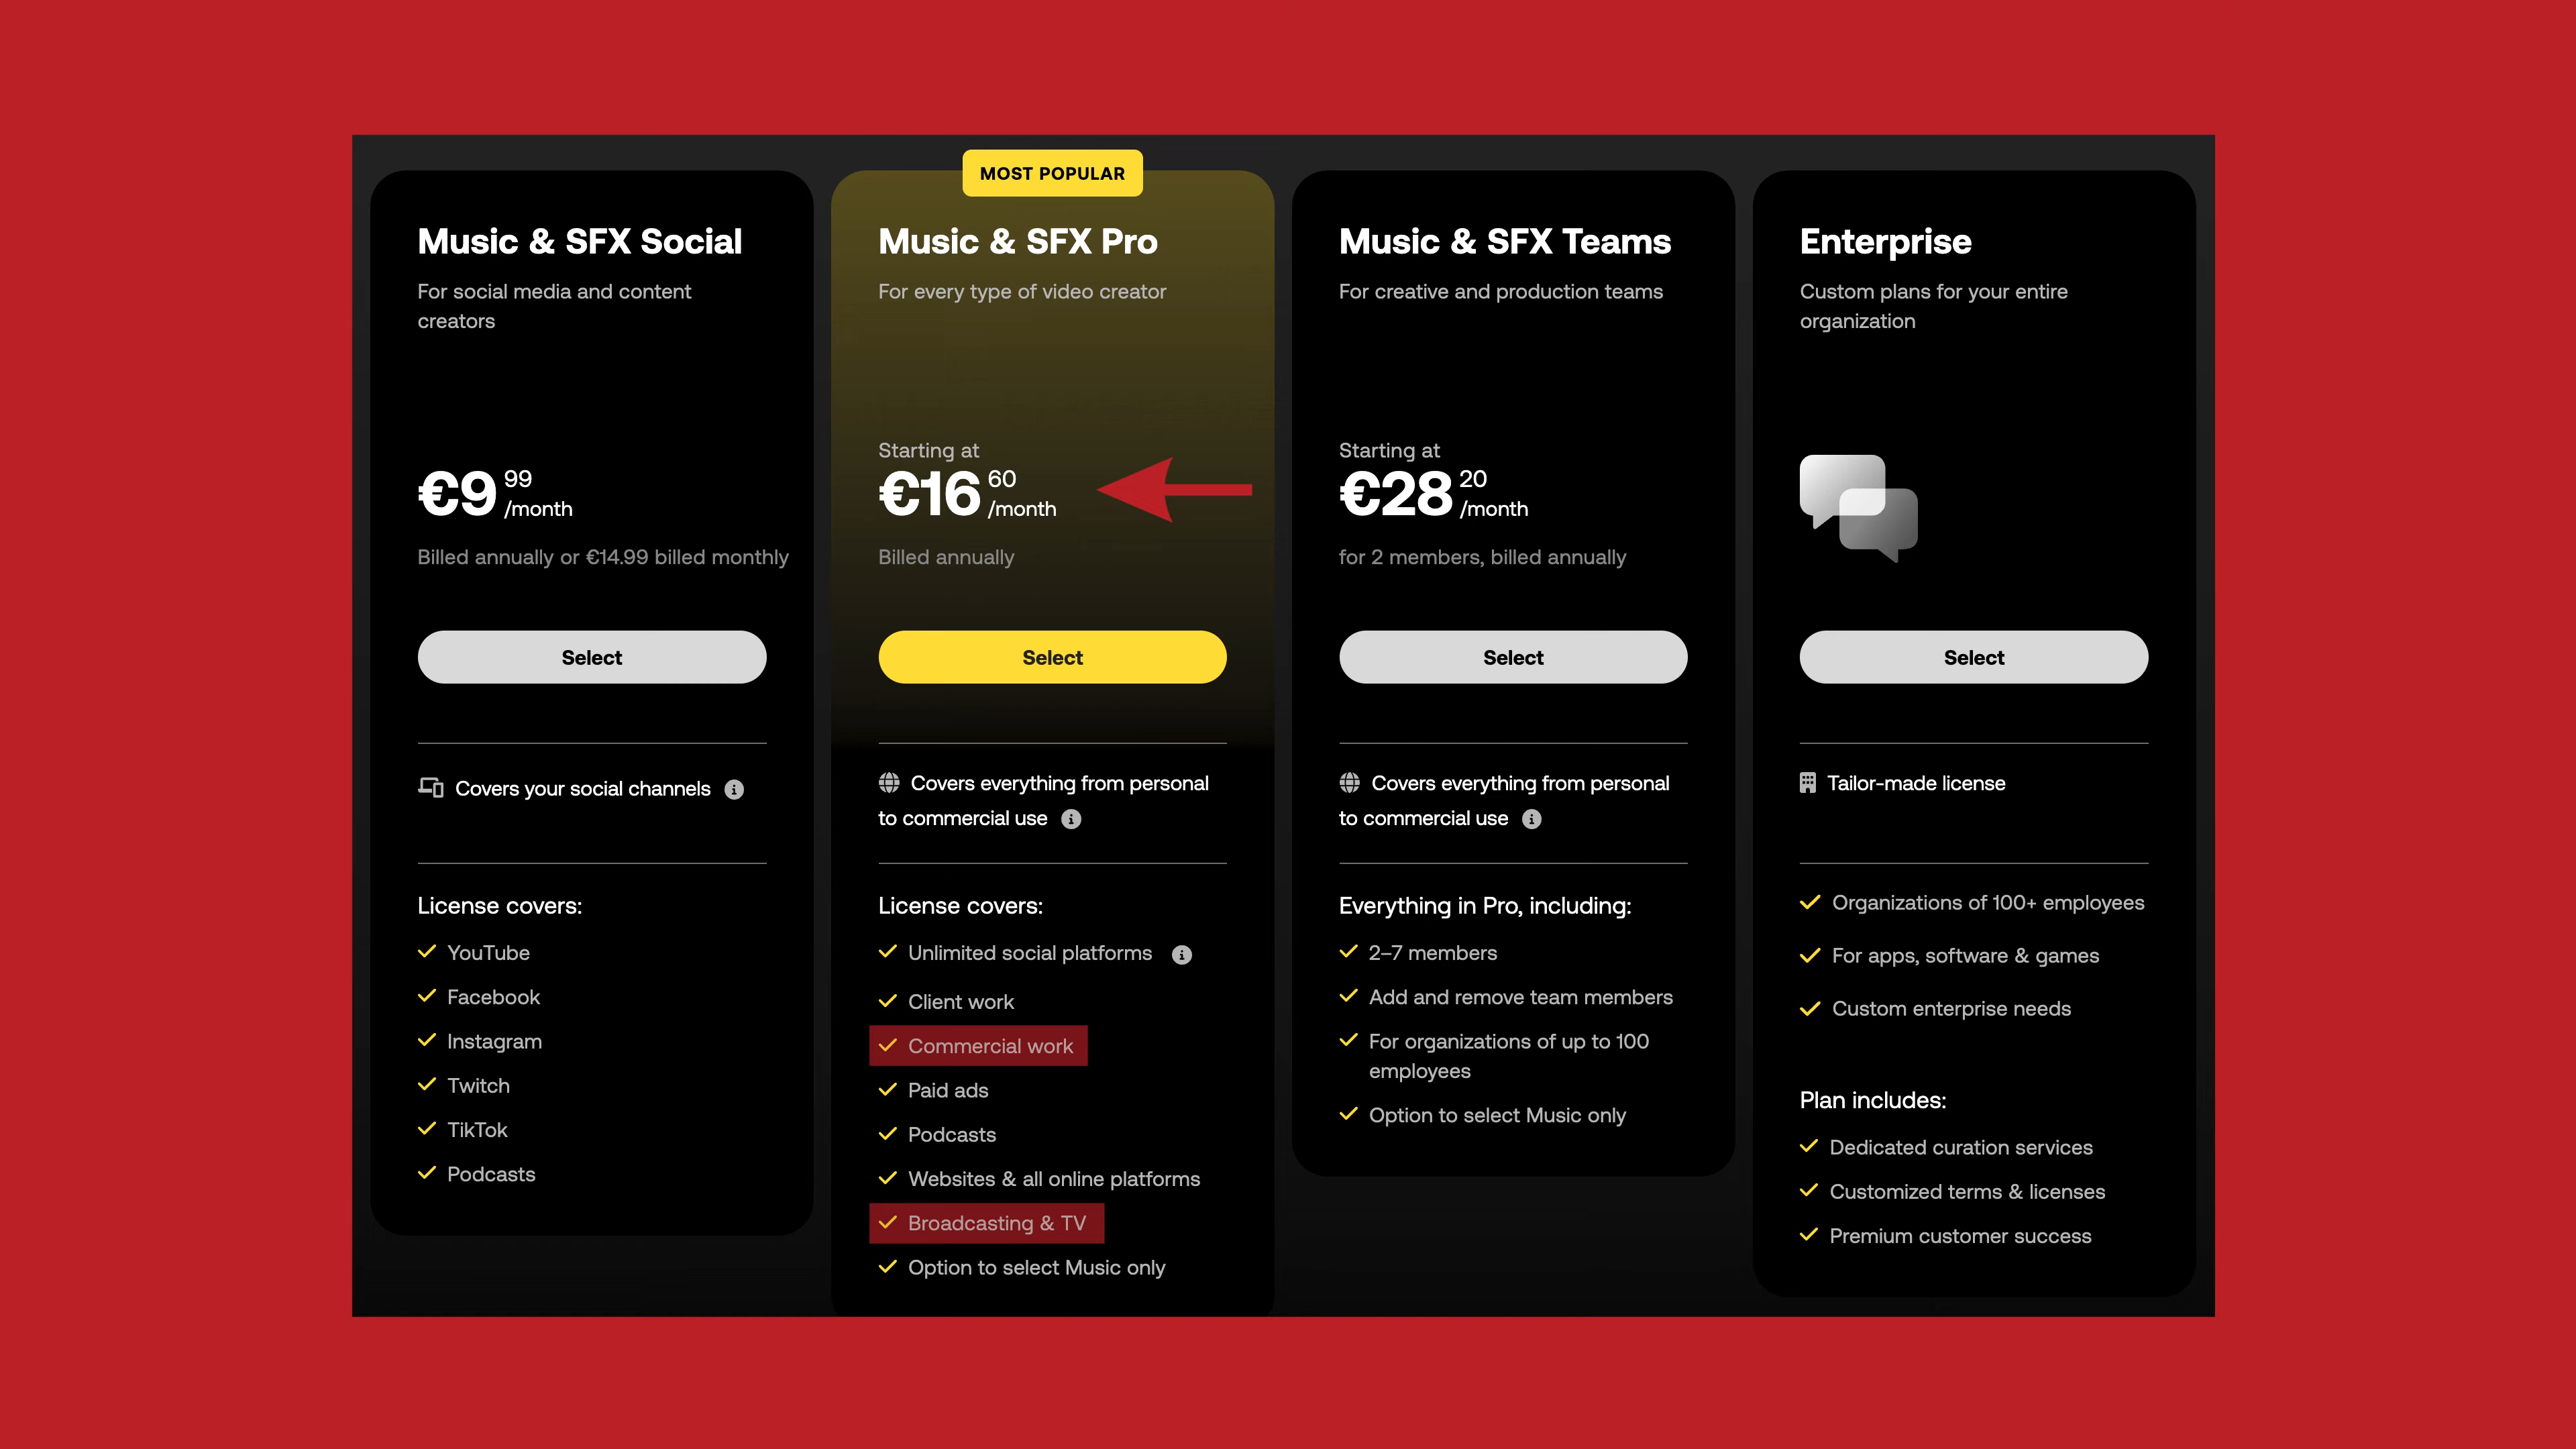 MOST POPULAR
Music & SFX Social
For social media and content
creators
€9 99
/month
Billed annually or €14.99 billed monthly
Select
Covers your social channels
License covers:
YouTube
Facebook
Instagram
Twitch
TikTok
Podcasts
Music & SFX Pro
For every type of video creator
Starting at
€16 60
/month
Billed annually
Select
Covers everything from personal
to commercial use
License covers:
Unlimited social platforms
Client work
Commercial work
Paid ads
Podcasts
Websites & all online platforms
Broadcasting & TV
Option to select Music only
Music & SFX Teams
For creative and production teams
Starting at
€28 20
/month
for 2 members, billed annually
Select
Covers everything from personal
to commercial use
Everything in Pro, including:
2–7 members
Add and remove team members
For organizations of up to 100
employees
Option to select Music only
Enterprise
Custom plans for your entire
organization
Select
Tailor-made license
Organizations of 100+ employees
For apps, software & games
Custom enterprise needs
Plan includes:
Dedicated curation services
Customized terms & licenses
Premium customer success